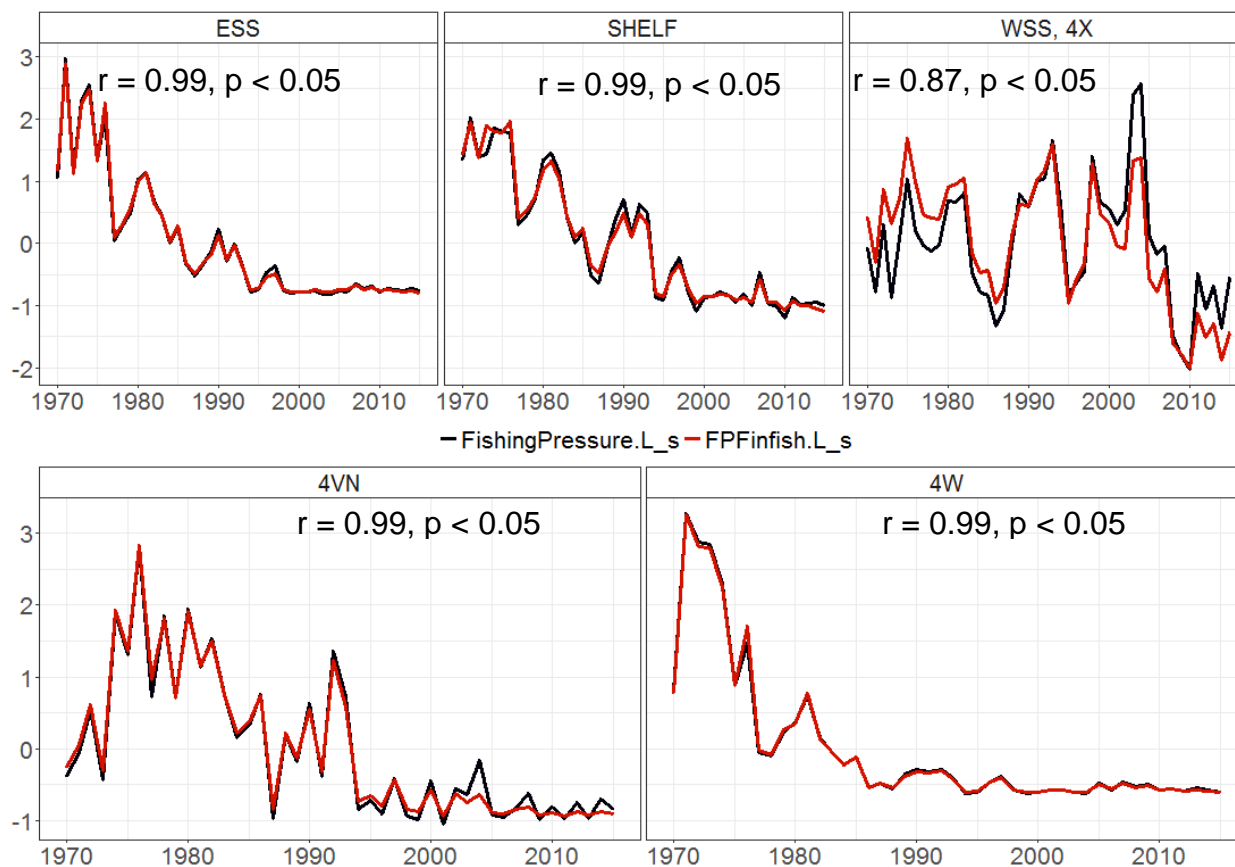 ESS SHELF WSS, 4X
r = 0.99, p < 0.05 r = 0.99, p < 0.05 r = 0.87, p < 0.05
3
2
1
0
-1
-2
1970 1980 1990 2000 2010 1970 1980 1990 2000 2010 1970 1980 1990 2000 2010
FishingPressure.L_s FPFinfish.L_s
4VN 4W
r = 0.99, p < 0.05 r = 0.99, p < 0.05
3
2
1
0
-1
1970 1980 1990 2000 2010 1970 1980 1990 2000 2010